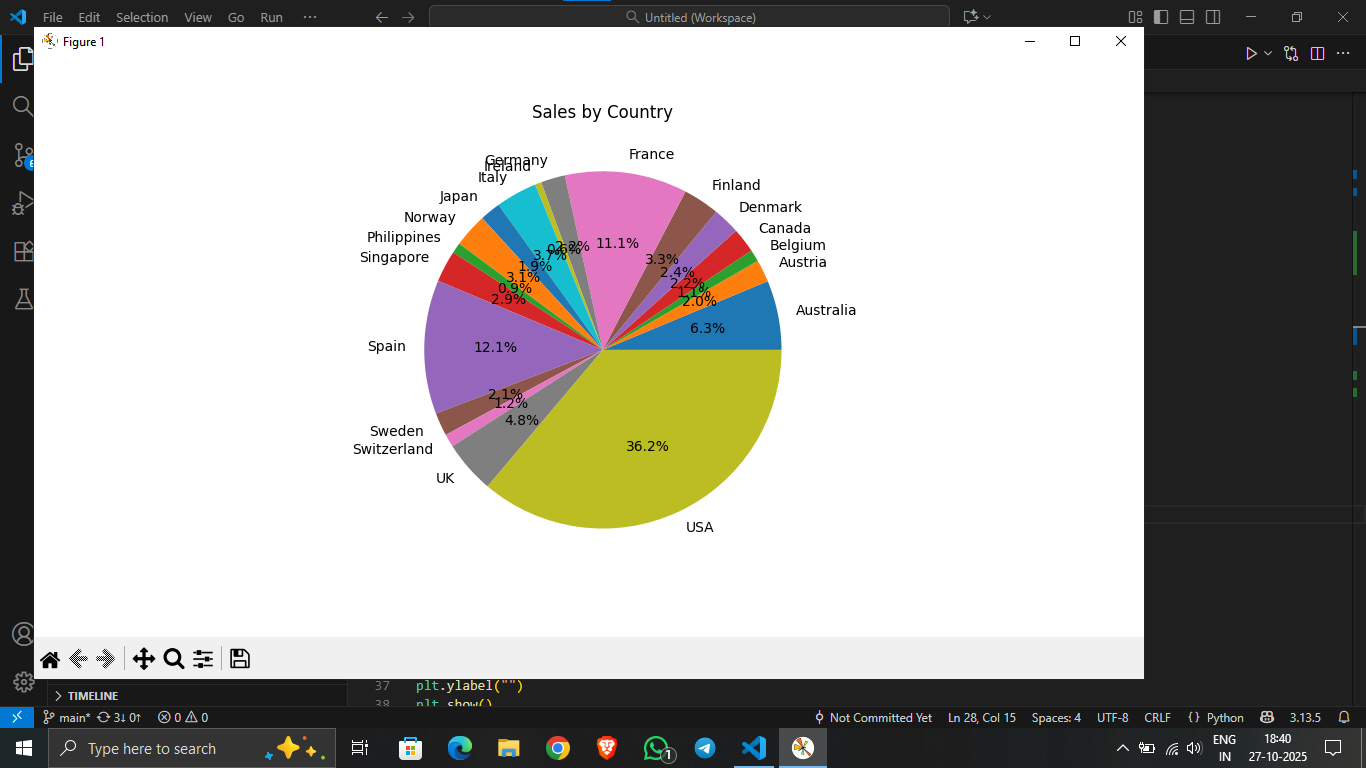 File Edit Selection View Go Run ···
Untitled (Workspace)
Figure 1
Sales by Country
France
Germany
Ireland
Italy
Japan
Norway
Philippines
Singapore
Spain
Sweden
Switzerland
UK
USA
Finland
Denmark
Canada
Belgium
Austria
Australia
11.1%
2.2%
0.6%
3.7%
1.9%
3.1%
0.9%
2.9%
12.1%
2.1%
1.2%
4.8%
36.2%
3.3%
2.4%
2.2%
1.1%
2.0%
6.3%
TIMELINE
37 plt.ylabel("")
38 plt.show()
main* 3↓ 0↑ 0 0
Not Committed Yet Ln 28, Col 15 Spaces: 4 UTF-8 CRLF {} Python 3.13.5
Type here to search
1
ENG
IN
18:40
27-10-2025